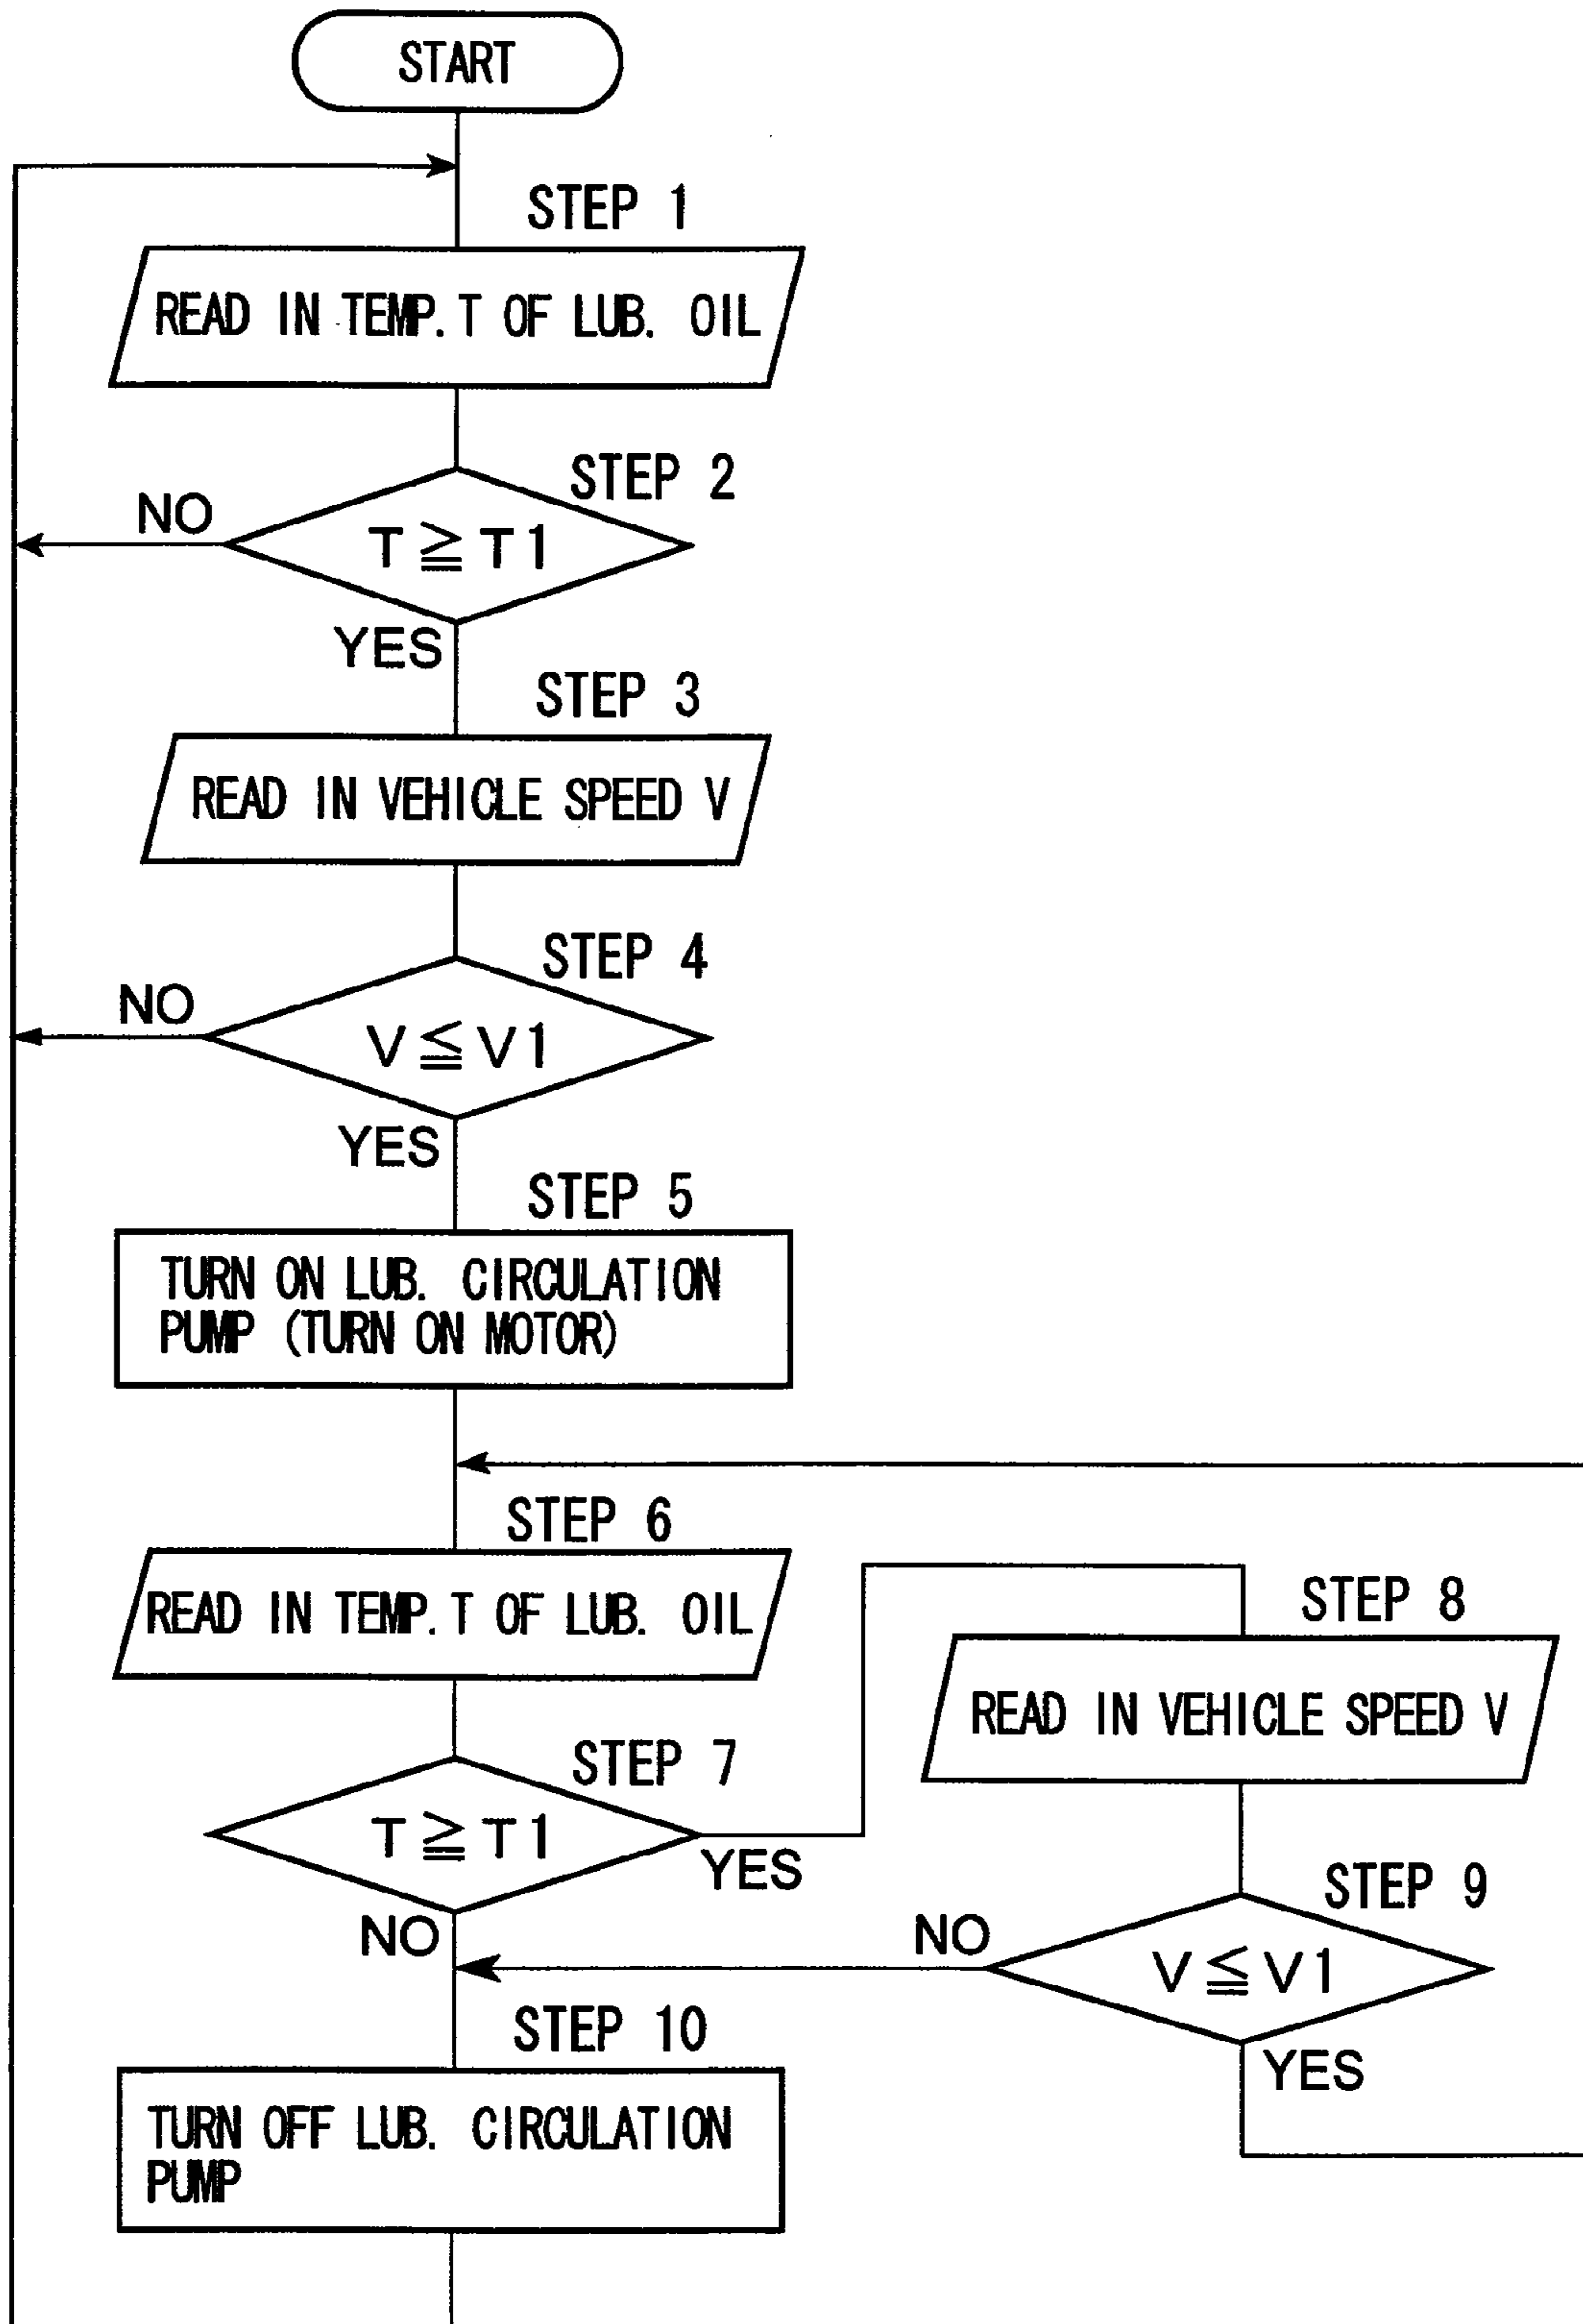 START
STEP 1
READ IN TEMP. T OF LUB. OIL
STEP 2
NO
T ≧ T1
YES
STEP 3
READ IN VEHICLE SPEED V
STEP 4
NO
V ≦ V1
YES
STEP 5
TURN ON LUB. CIRCULATION
PUMP (TURN ON MOTOR)
STEP 6
READ IN TEMP. T OF LUB. OIL
STEP 7
T ≧ T1
YES
NO
STEP 8
READ IN VEHICLE SPEED V
STEP 9
NO
V ≦ V1
YES
STEP 10
TURN OFF LUB. CIRCULATION
PUMP